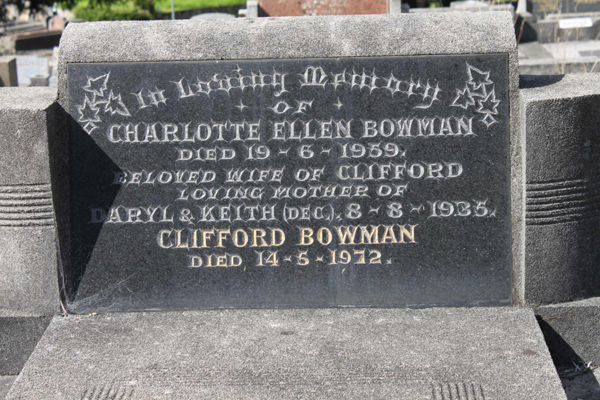 In Loving Memory
OF
CHARLOTTE ELLEN BOWMAN
DIED 19-6-1959.
BELOVED WIFE OF CLIFFORD
LOVING MOTHER OF
DARYL & KEITH (DEC.), 8-8-1935.
CLIFFORD BOWMAN
DIED 14-5-1972.